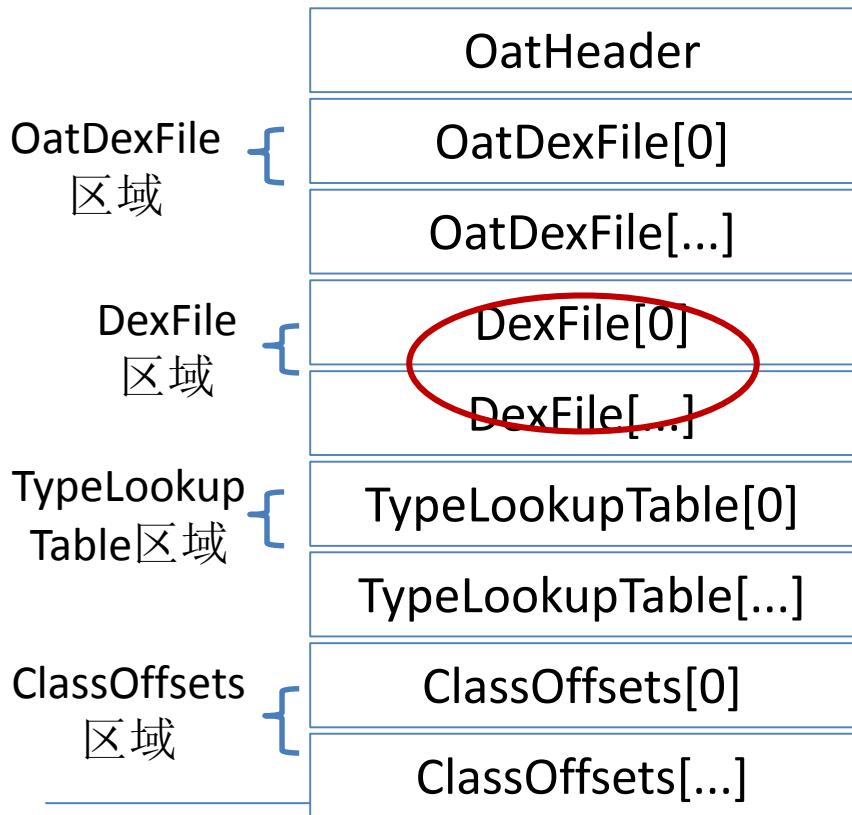 OatHeader
OatDexFile
区域
OatDexFile[0]
OatDexFile[...]
DexFile
区域
DexFile[0]
DexFile[...]
TypeLookup
Table区域
TypeLookupTable[0]
TypeLookupTable[...]
ClassOffsets
区域
ClassOffsets[0]
ClassOffsets[...]